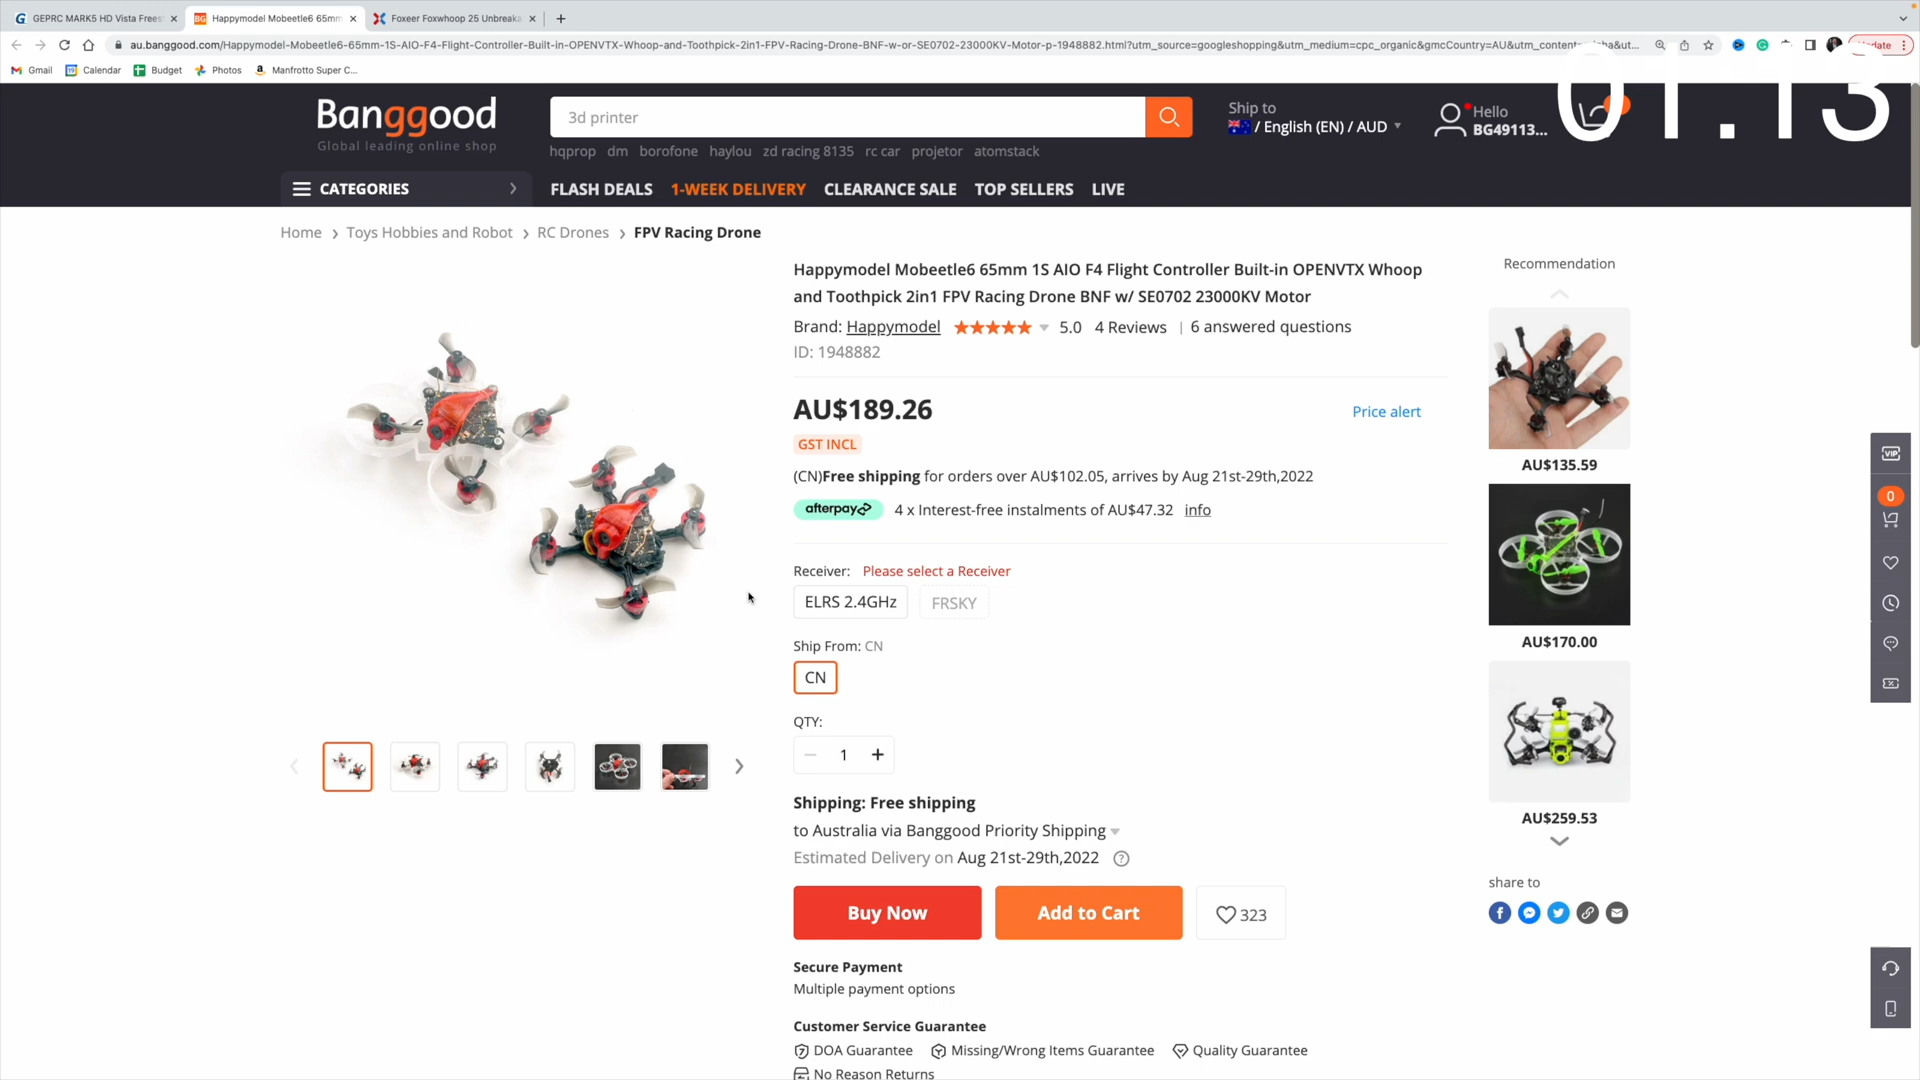 GEPRC MARK5 HD Vista Frees
Happymodel Mobeetle6 65mm
Foxeer Foxwhoop 25 Unbreaka
au.banggood.com/Happymodel-Mobeetle6-65mm-1S-AIO-F4-Flight-Controller-Built-in-OPENVTX-Whoop-and-Toothpick-2in1-FPV-Racing-Drone-BNF-w-or-SE0702-23000KV-Motor-p-1948882.html?utm_source=googleshopping&utm_medium=cpc_organic&gmcCountry=AU&utm_content=
Gmail
Calendar
Budget
Photos
Manfrotto Super C...
01.13
Banggood
Global leading online shop
3d printer
Ship to
/ English (EN) / AUD
Hello
BG49113...
hqprop dm borofone haylou zd racing 8135 rc car projetor atomstack
CATEGORIES
FLASH DEALS 1-WEEK DELIVERY CLEARANCE SALE TOP SELLERS LIVE
Home > Toys Hobbies and Robot > RC Drones > FPV Racing Drone
Happymodel Mobeetle6 65mm 1S AIO F4 Flight Controller Built-in OPENVTX Whoop
and Toothpick 2in1 FPV Racing Drone BNF w/ SE0702 23000KV Motor
Brand: Happymodel 5.0 4 Reviews | 6 answered questions
ID: 1948882
AU$189.26
Price alert
GST INCL
(CN)Free shipping for orders over AU$102.05, arrives by Aug 21st-29th,2022
afterpay 4 x Interest-free instalments of AU$47.32 info
Receiver: Please select a Receiver
ELRS 2.4GHz FRSKY
Ship From: CN
CN
QTY:
1
Shipping: Free shipping
to Australia via Banggood Priority Shipping
Estimated Delivery on Aug 21st-29th,2022
Buy Now
Add to Cart
323
Secure Payment
Multiple payment options
Customer Service Guarantee
DOA Guarantee Missing/Wrong Items Guarantee Quality Guarantee
No Reason Returns
Recommendation
AU$135.59
AU$170.00
AU$259.53
share to
VIP
0